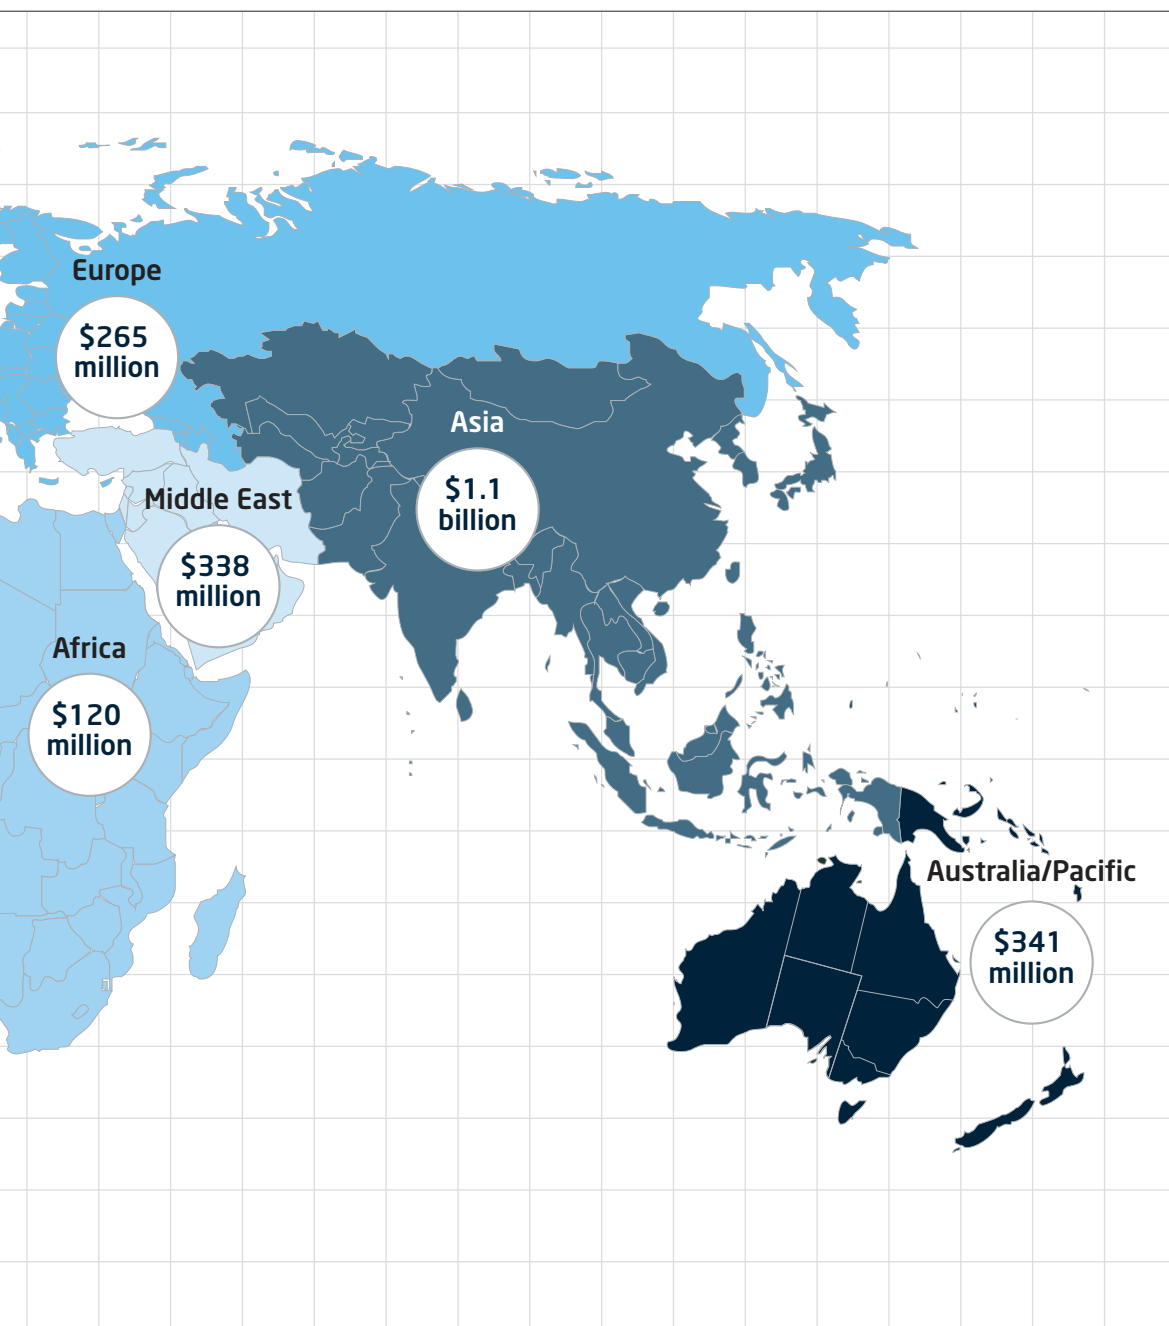 Europe
$265
million
Asia
$1.1
billion
Middle East
$338
million
Africa
$120
million
Australia/Pacific
$341
million